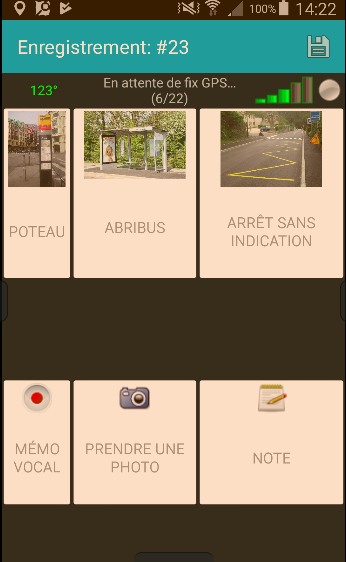 100% 14:22
Enregistrement: #23
123°
En attente de fix GPS...
(6/22)
POTEAU
ABRIBUS
ARRÊT SANS
INDICATION
MÉMO
VOCAL
PRENDRE UNE
PHOTO
NOTE